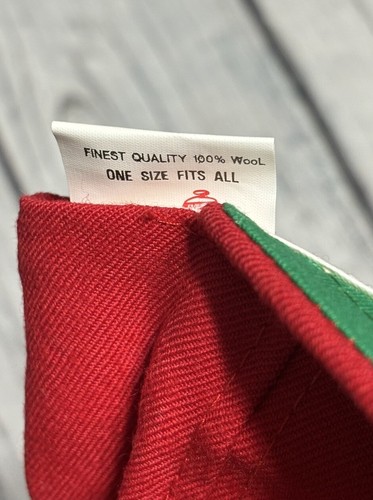 FINEST QUALITY 100% WOOL
ONE SIZE FITS ALL